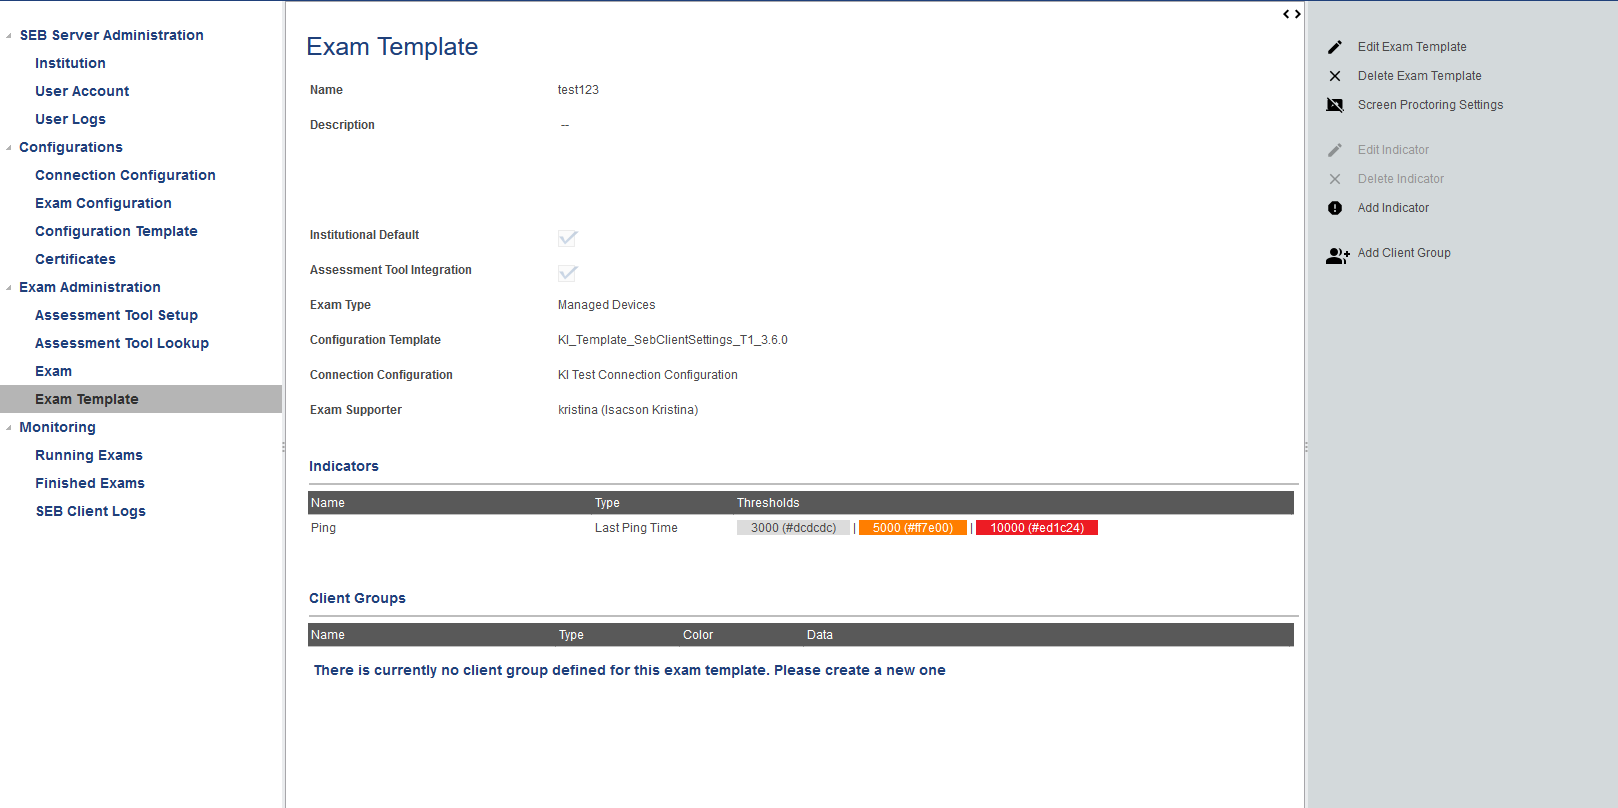 SEB Server Administration
Institution
User Account
User Logs
Configurations
Connection Configuration
Exam Configuration
Configuration Template
Certificates
Exam Administration
Assessment Tool Setup
Assessment Tool Lookup
Exam
Exam Template
Monitoring
Running Exams
Finished Exams
SEB Client Logs
Exam Template
Name test123
Description --
Institutional Default
Assessment Tool Integration
Exam Type Managed Devices
Configuration Template KI_Template_SebClientSettings_T1_3.6.0
Connection Configuration KI Test Connection Configuration
Exam Supporter kristina (Isacson Kristina)
Indicators
Name Type Thresholds
Ping Last Ping Time 3000 (#dcdcdc) | 5000 (#ff7e00) | 10000 (#ed1c24)
Client Groups
Name Type Color Data
There is currently no client group defined for this exam template. Please create a new one
Edit Exam Template
Delete Exam Template
Screen Proctoring Settings
Edit Indicator
Delete Indicator
Add Indicator
Add Client Group